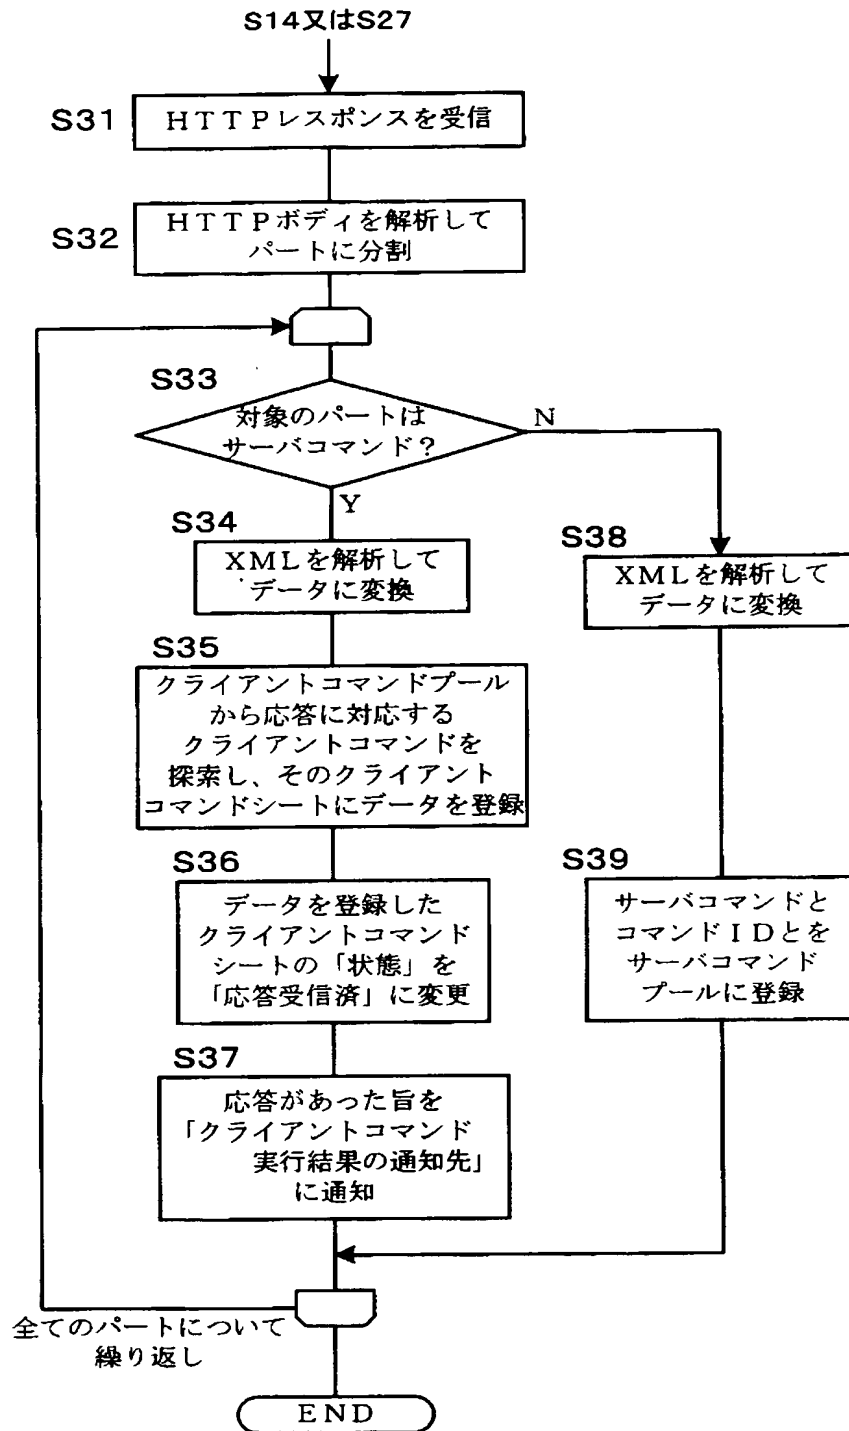 S14又はS27
S31
HTTPレスポンスを受信
S32
HTTPボディを解析して
パートに分割
S33
対象のパートは
サーバコマンド？
N
Y
S34
XMLを解析して
データに変換
S35
クライアントコマンドプール
から応答に対応する
クライアントコマンドを
探索し、そのクライアント
コマンドシートにデータを登録
S36
データを登録した
クライアントコマンド
シートの「状態」を
「応答受信済」に変更
S37
応答があった旨を
「クライアントコマンド
実行結果の通知先」
に通知
S38
XMLを解析して
データに変換
S39
サーバコマンドと
コマンドIDとを
サーバコマンド
プールに登録
全てのパートについて
繰り返し
END